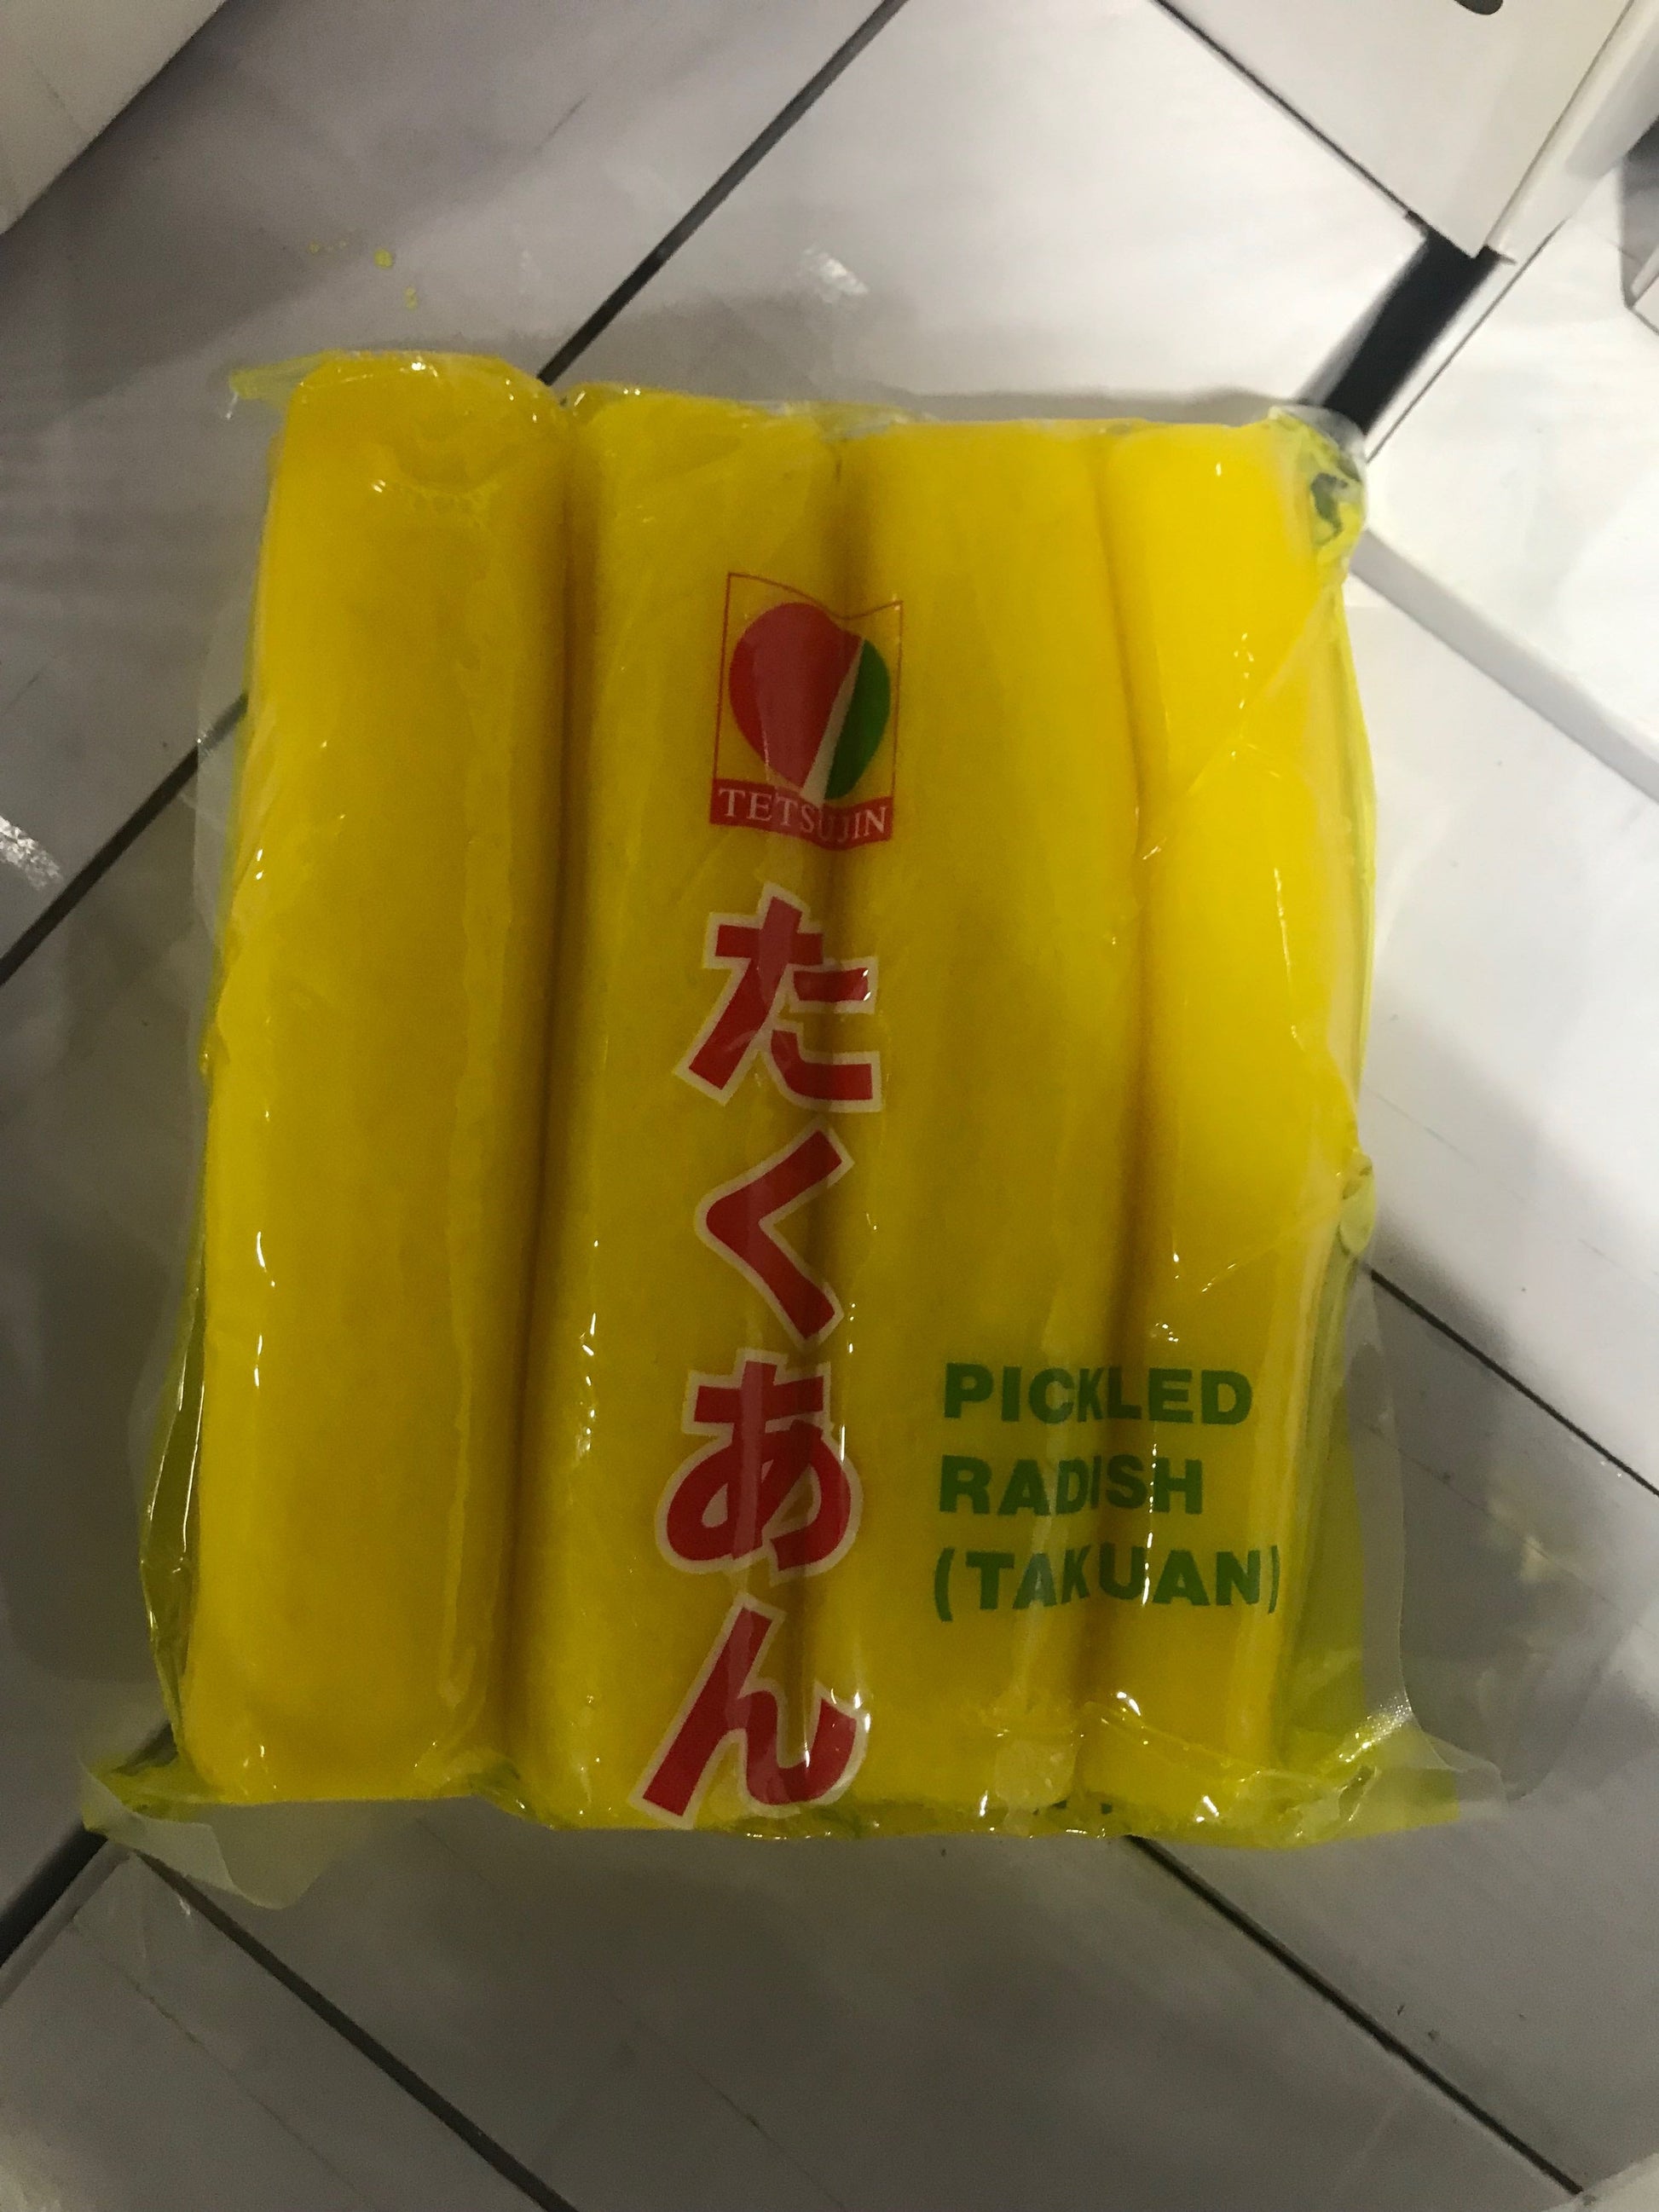 TETSUJIN
たくあん
PICKLED
RADISH
(TAKUAN)